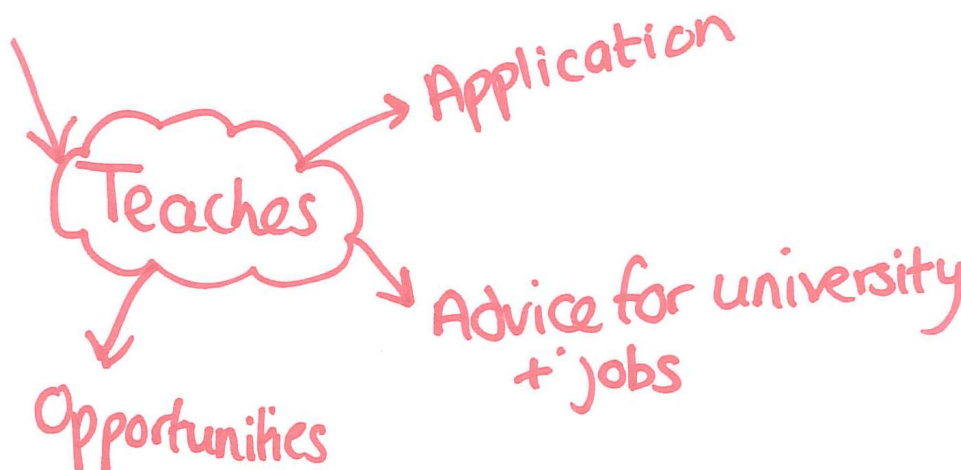 Application
Teaches
Advice for university
+ jobs
Opportunities